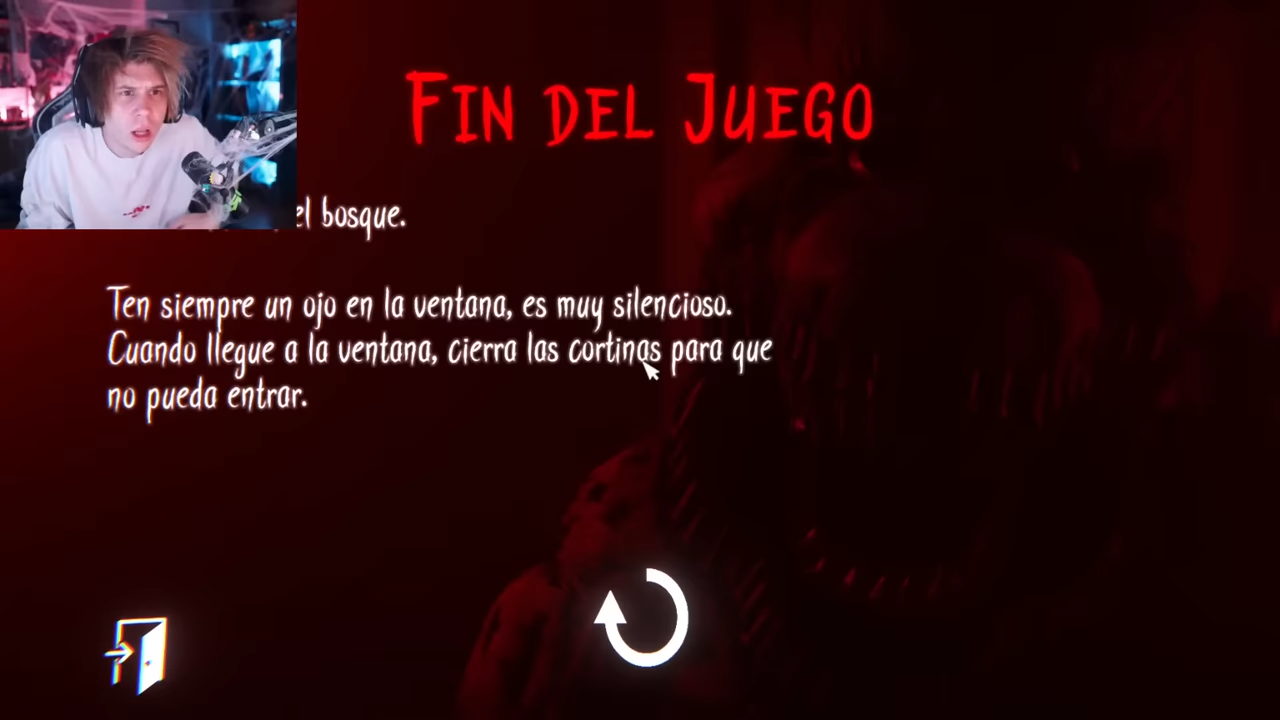 Fin del Juego
el bosque.
Ten siempre un ojo en la ventana, es muy silencioso.
Cuando llegue a la ventana, cierra las cortinas para que
no pueda entrar.